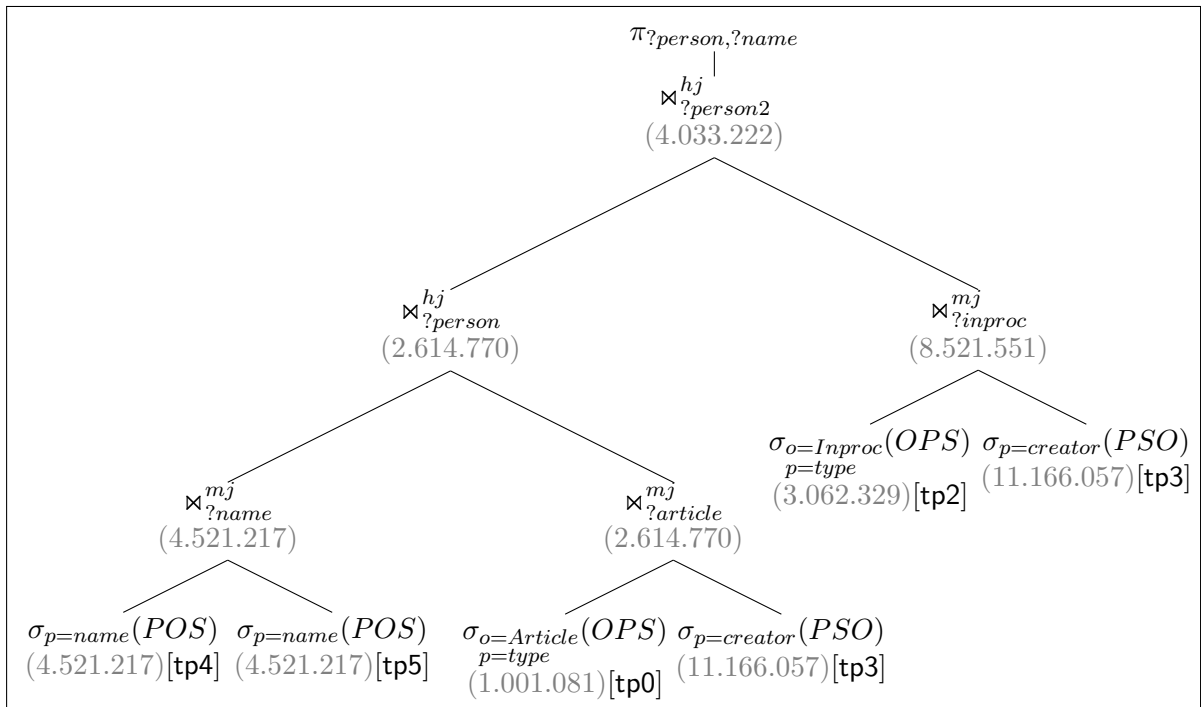 π?person,?name
⋈hj?person2
(4.033.222)
⋈hj?person
(2.614.770)
⋈mj?inproc
(8.521.551)
σo=Inproc(OPS)
p=type
(3.062.329)[tp2]
σp=creator(PSO)
(11.166.057)[tp3]
⋈mj?name
(4.521.217)
⋈mj?article
(2.614.770)
σp=name(POS)
(4.521.217)[tp4]
σp=name(POS)
(4.521.217)[tp5]
σo=Article(OPS)
p=type
(1.001.081)[tp0]
σp=creator(PSO)
(11.166.057)[tp3]